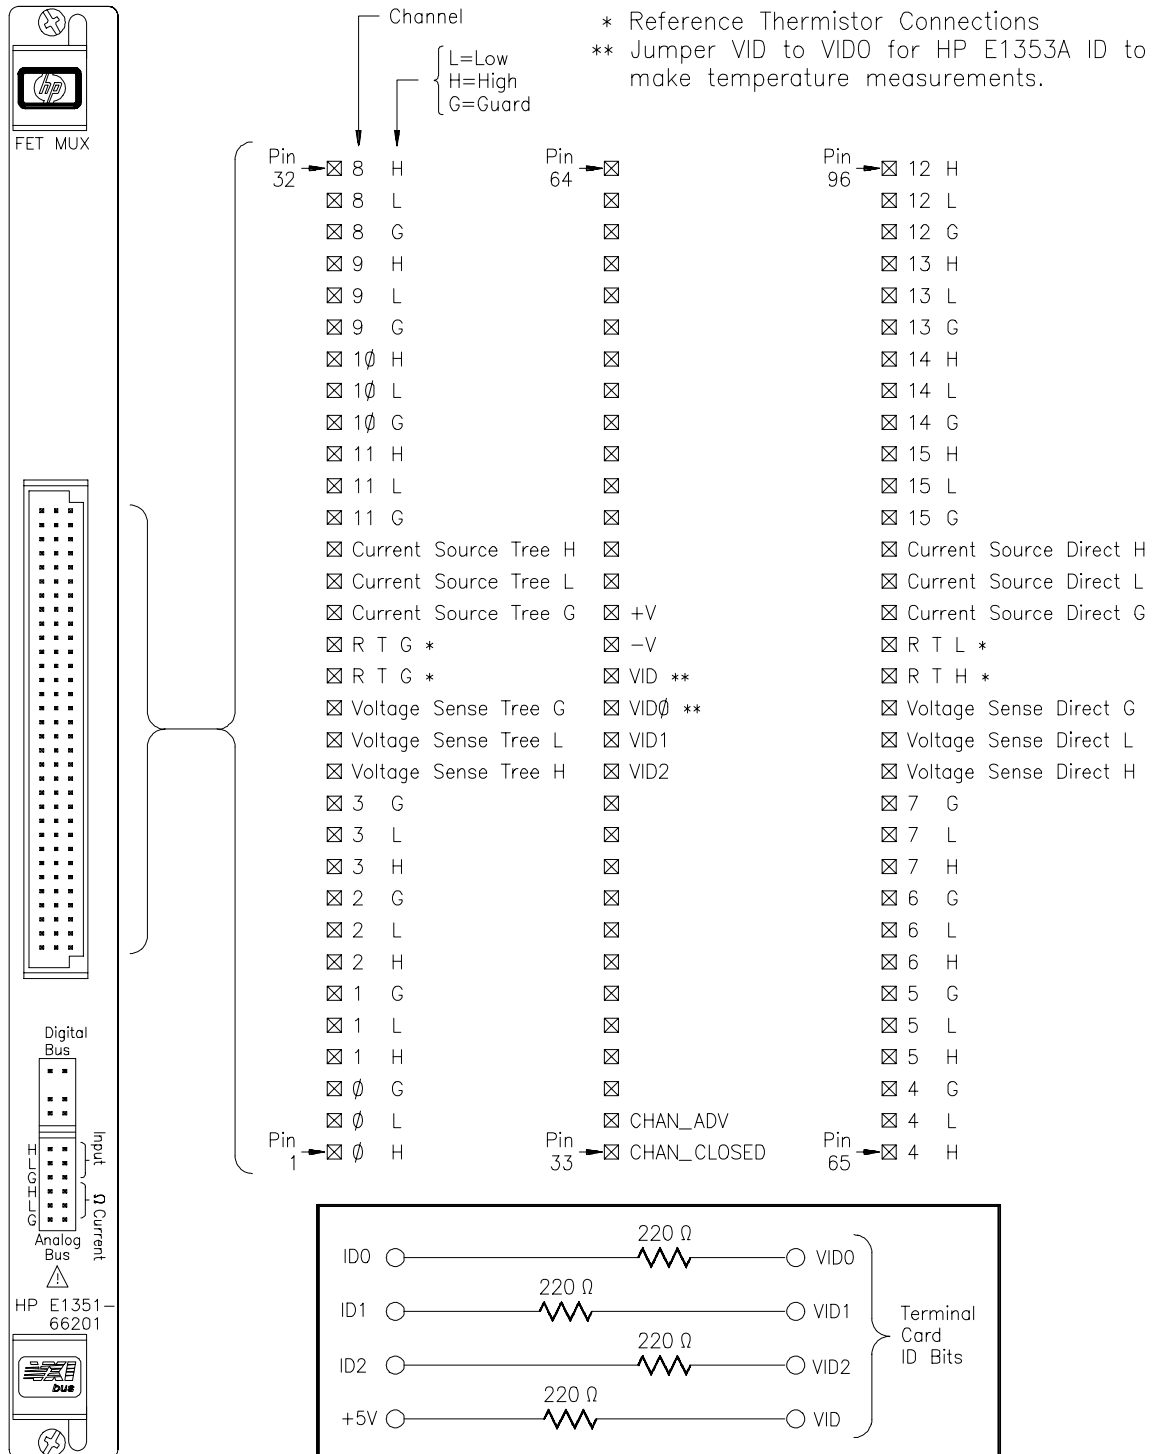 Channel
L=Low
H=High
G=Guard
* Reference Thermistor Connections
** Jumper VID to VID0 for HP E1353A ID to
make temperature measurements.
hp
FET MUX
Pin 32 8 H Pin 64 Pin 96 12 H
8 L 12 L
8 G 12 G
9 H 13 H
9 L 13 L
9 G 13 G
1Ø H 14 H
1Ø L 14 L
1Ø G 14 G
11 H 15 H
11 L 15 L
11 G 15 G
Current Source Tree H Current Source Direct H
Current Source Tree L Current Source Direct L
Current Source Tree G +V Current Source Direct G
R T G * -V R T L *
R T G * VID ** R T H *
Voltage Sense Tree G VIDØ ** Voltage Sense Direct G
Voltage Sense Tree L VID1 Voltage Sense Direct L
Voltage Sense Tree H VID2 Voltage Sense Direct H
3 G 7 G
3 L 7 L
3 H 7 H
2 G 6 G
2 L 6 L
2 H 6 H
1 G 5 G
1 L 5 L
1 H 5 H
Ø G 4 G
Ø L CHAN_ADV 4 L
Pin 1 Ø H Pin 33 CHAN_CLOSED Pin 65 4 H
Digital
Bus
H
L
G
H
L
G
Input
Ω Current
Analog
Bus
HP E1351-
66201
VXI
bus
ID0 220 Ω VID0
ID1 220 Ω VID1
ID2 220 Ω VID2
+5V 220 Ω VID
Terminal
Card
ID Bits